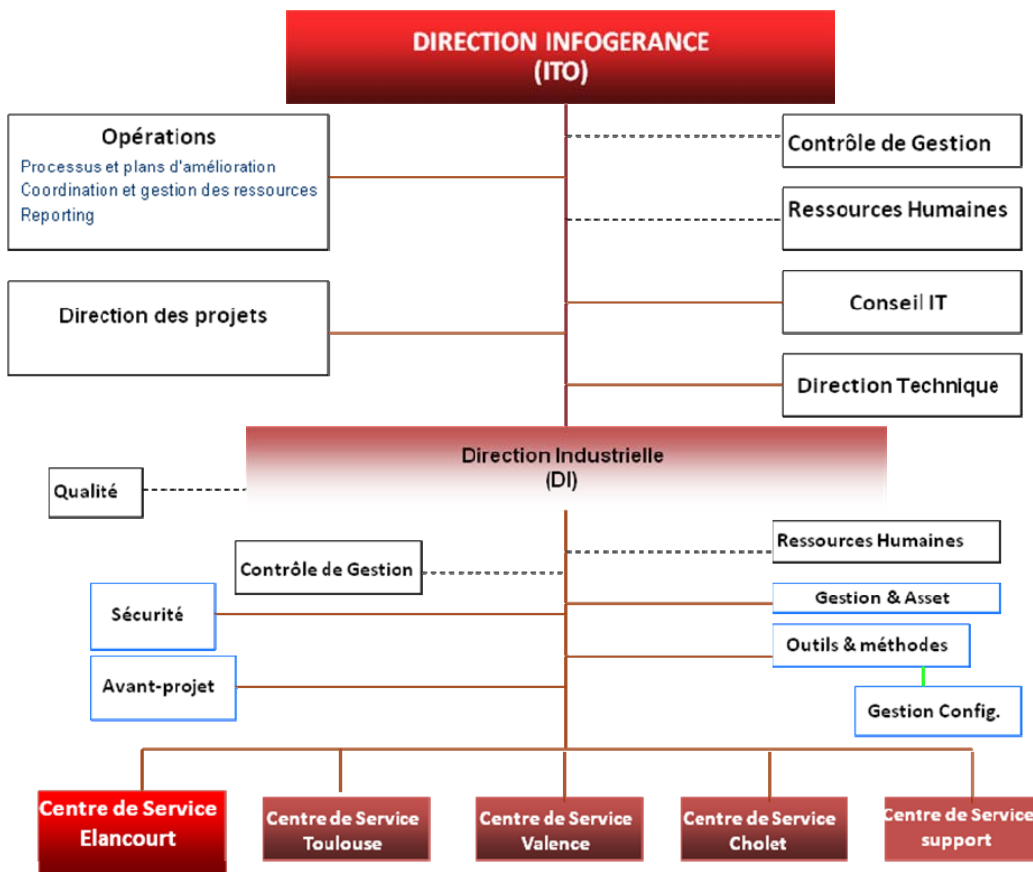 DIRECTION INFOGERANCE
(ITO)
Opérations
Processus et plans d'amélioration
Coordination et gestion des ressources
Reporting
Contrôle de Gestion
Ressources Humaines
Direction des projets
Conseil IT
Direction Technique
Direction Industrielle
(DI)
Qualité
Ressources Humaines
Contrôle de Gestion
Sécurité
Gestion & Asset
Outils & méthodes
Avant-projet
Gestion Config.
Centre de Service
Elancourt
Centre de Service
Toulouse
Centre de Service
Valence
Centre de Service
Cholet
Centre de Service
support